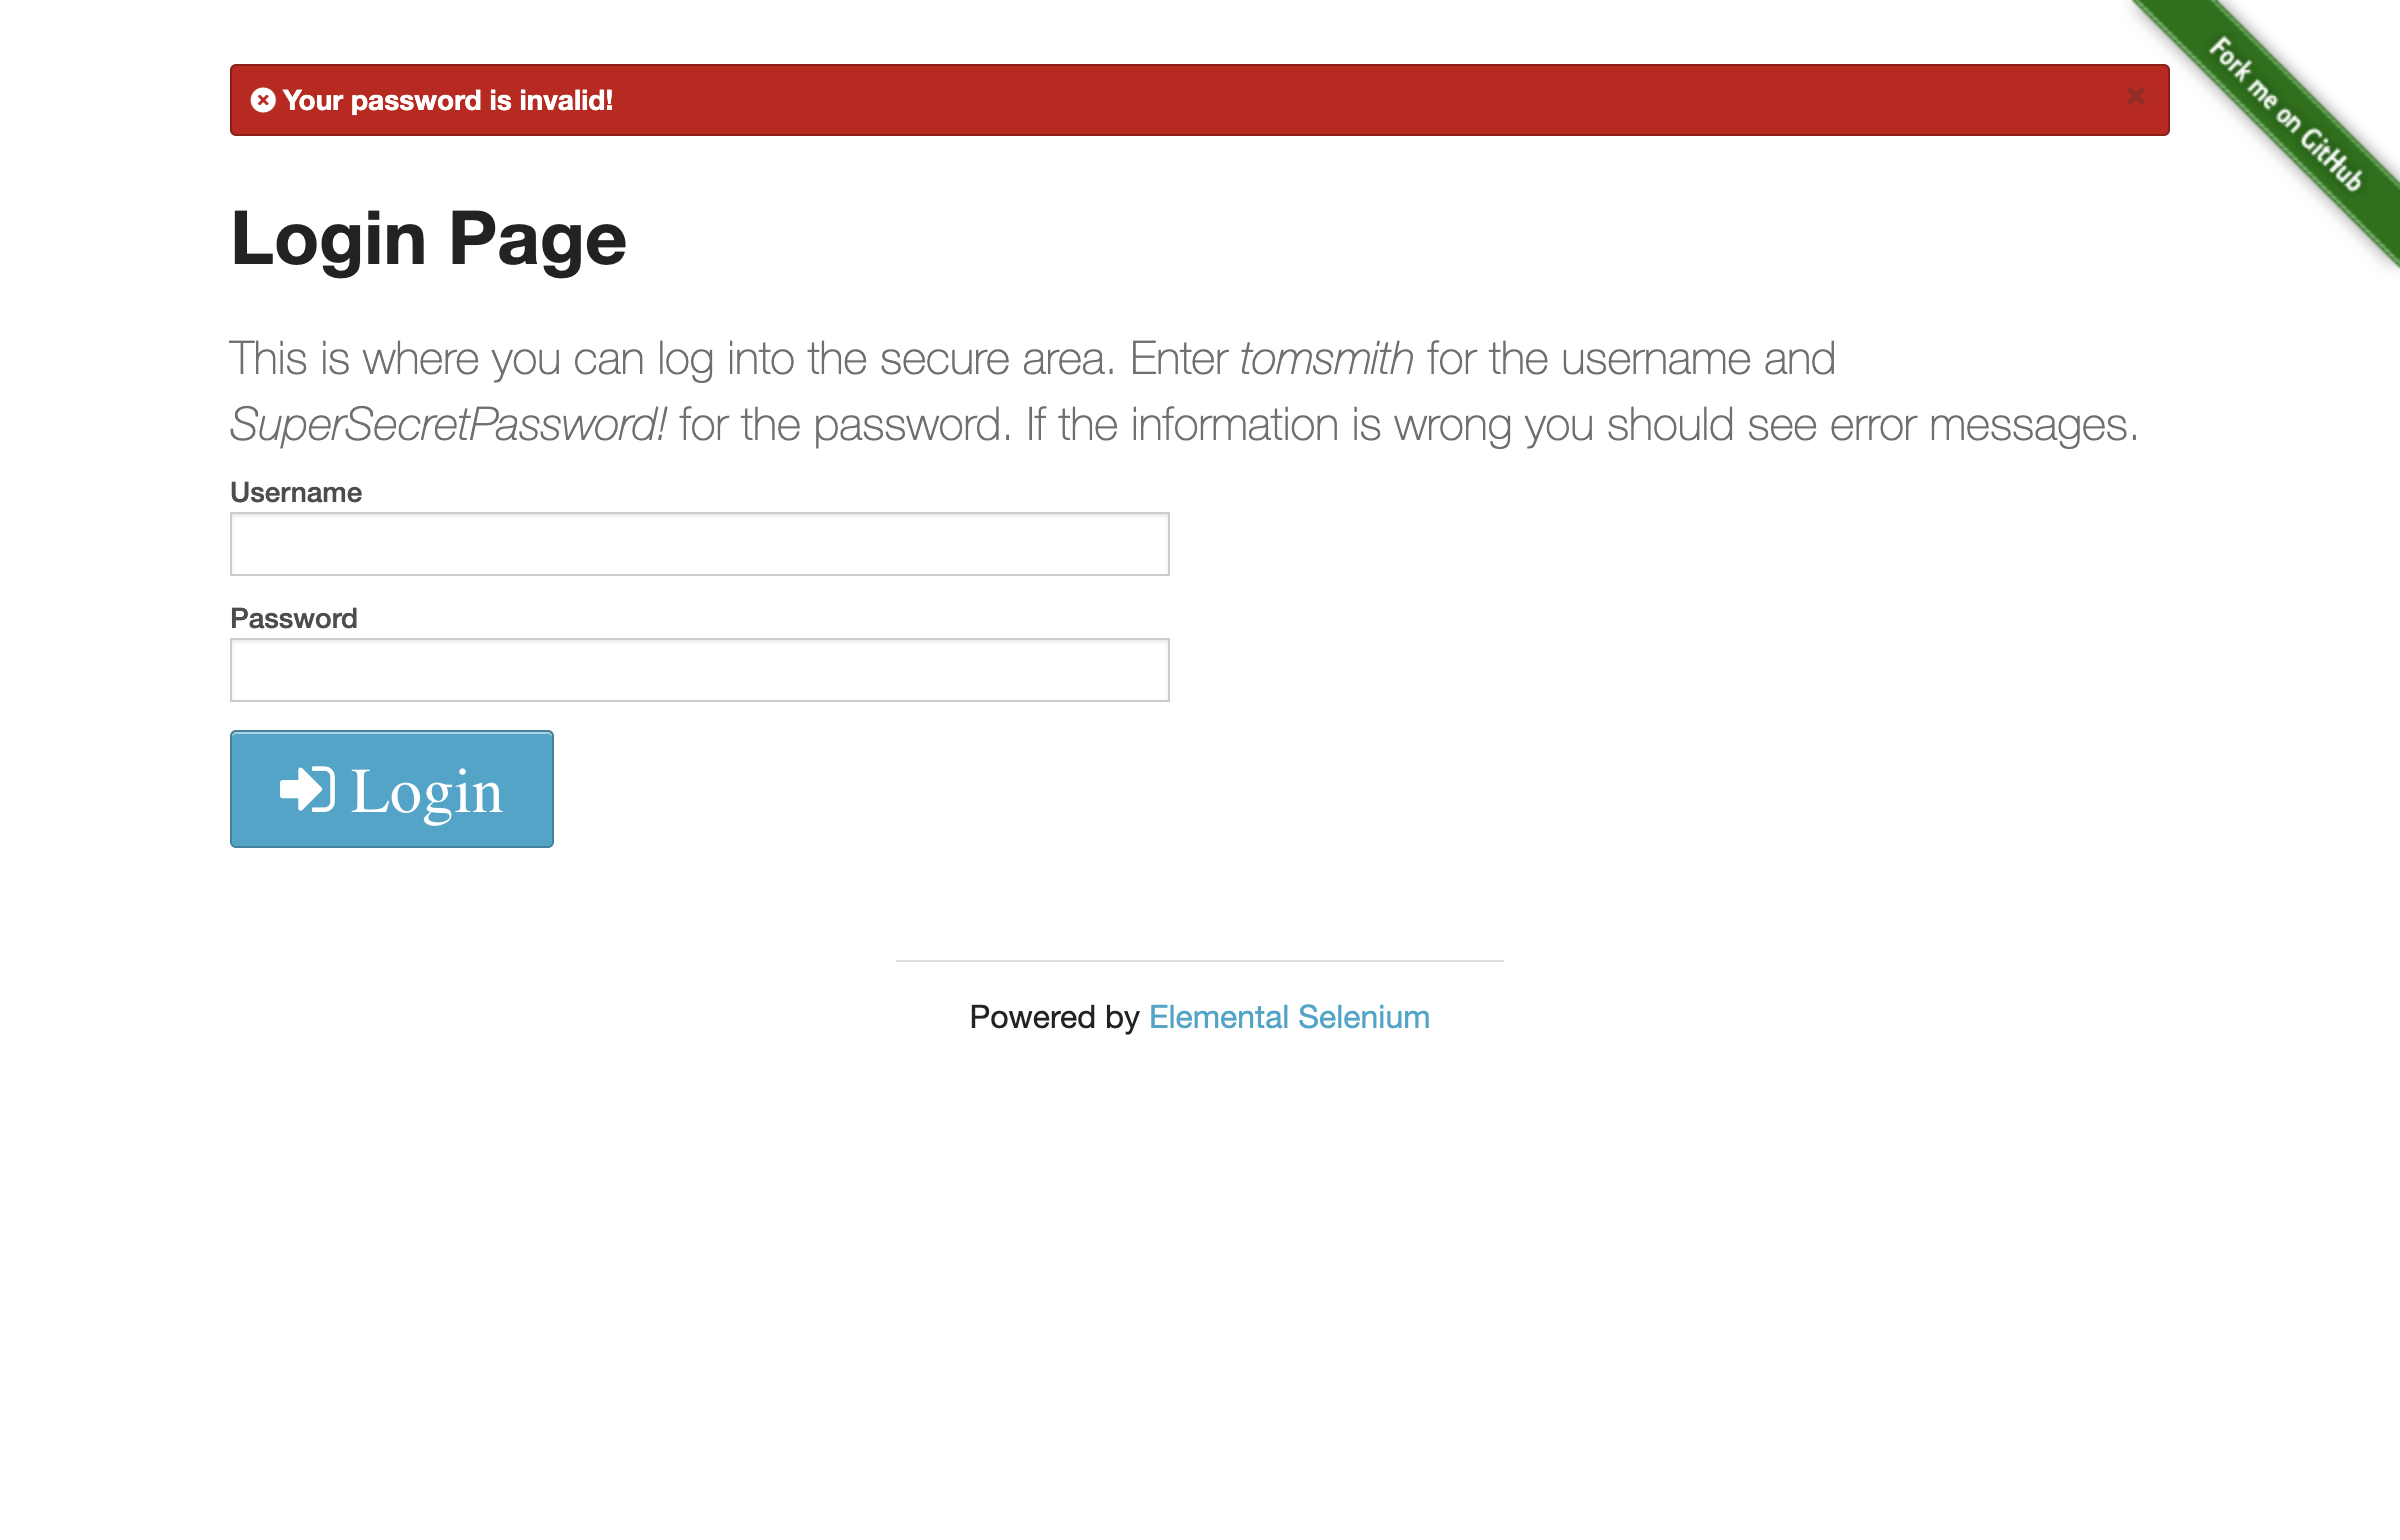 Fork me on GitHub
Your password is invalid!
×
Login Page
This is where you can log into the secure area. Enter tomsmith for the username and
SuperSecretPassword! for the password. If the information is wrong you should see error messages.
Username
Password
Login
Powered by Elemental Selenium